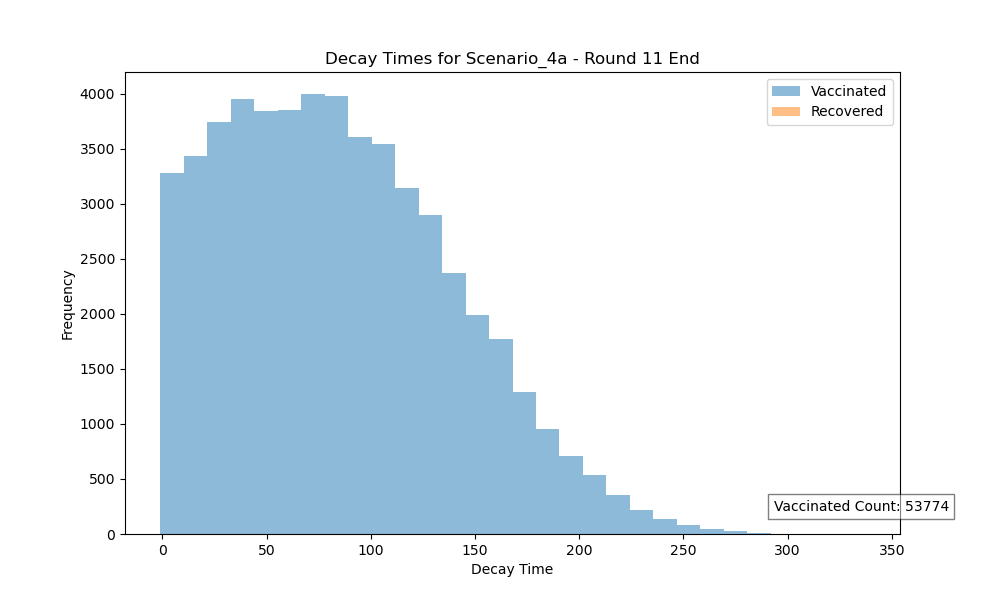 Decay Times for Scenario_4a - Round 11 End
Vaccinated
Recovered
4000
3500
3000
2500
2000
1500
1000
500
0
Frequency
Vaccinated Count: 53774
0 50 100 150 200 250 300 350
Decay Time